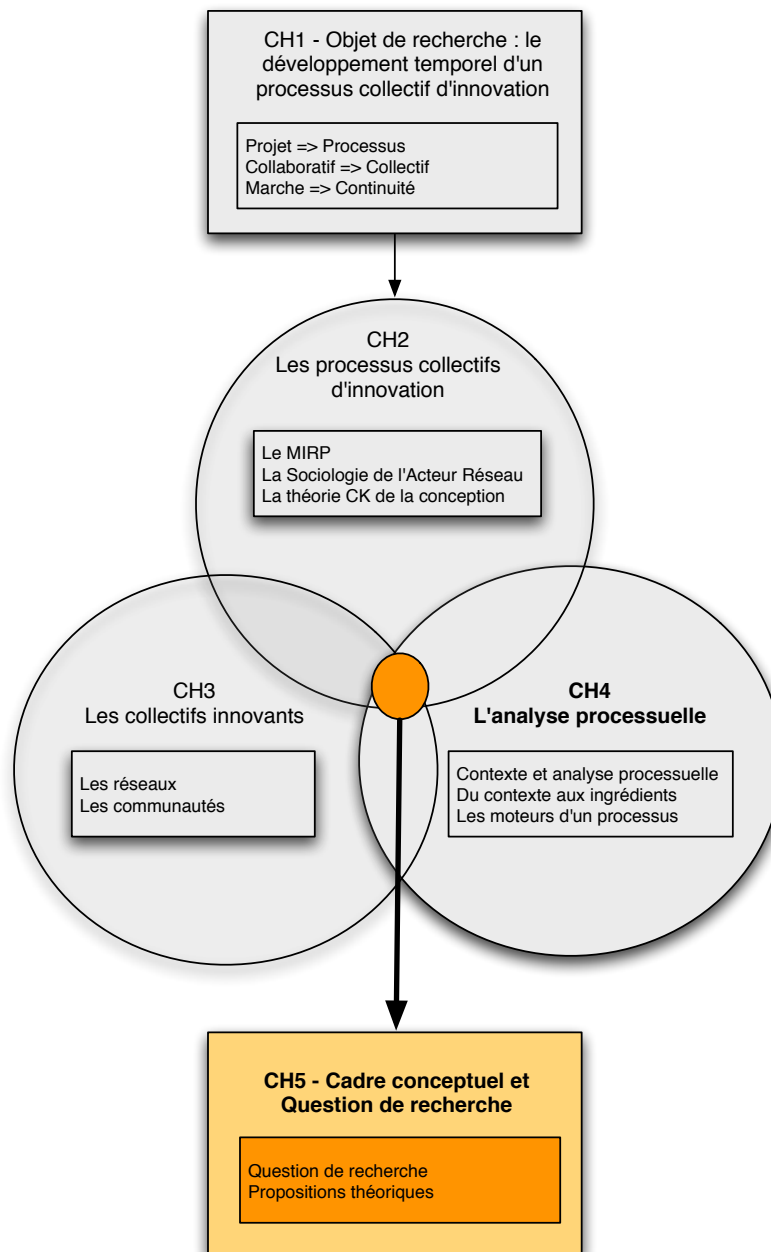 CH1 - Objet de recherche : le
développement temporel d'un
processus collectif d'innovation
Projet => Processus
Collaboratif => Collectif
Marche => Continuité
CH2
Les processus collectifs
d'innovation
Le MIRP
La Sociologie de l'Acteur Réseau
La théorie CK de la conception
CH3
Les collectifs innovants
Les réseaux
Les communautés
CH4
L'analyse processuelle
Contexte et analyse processuelle
Du contexte aux ingrédients
Les moteurs d'un processus
CH5 - Cadre conceptuel et
Question de recherche
Question de recherche
Propositions théoriques